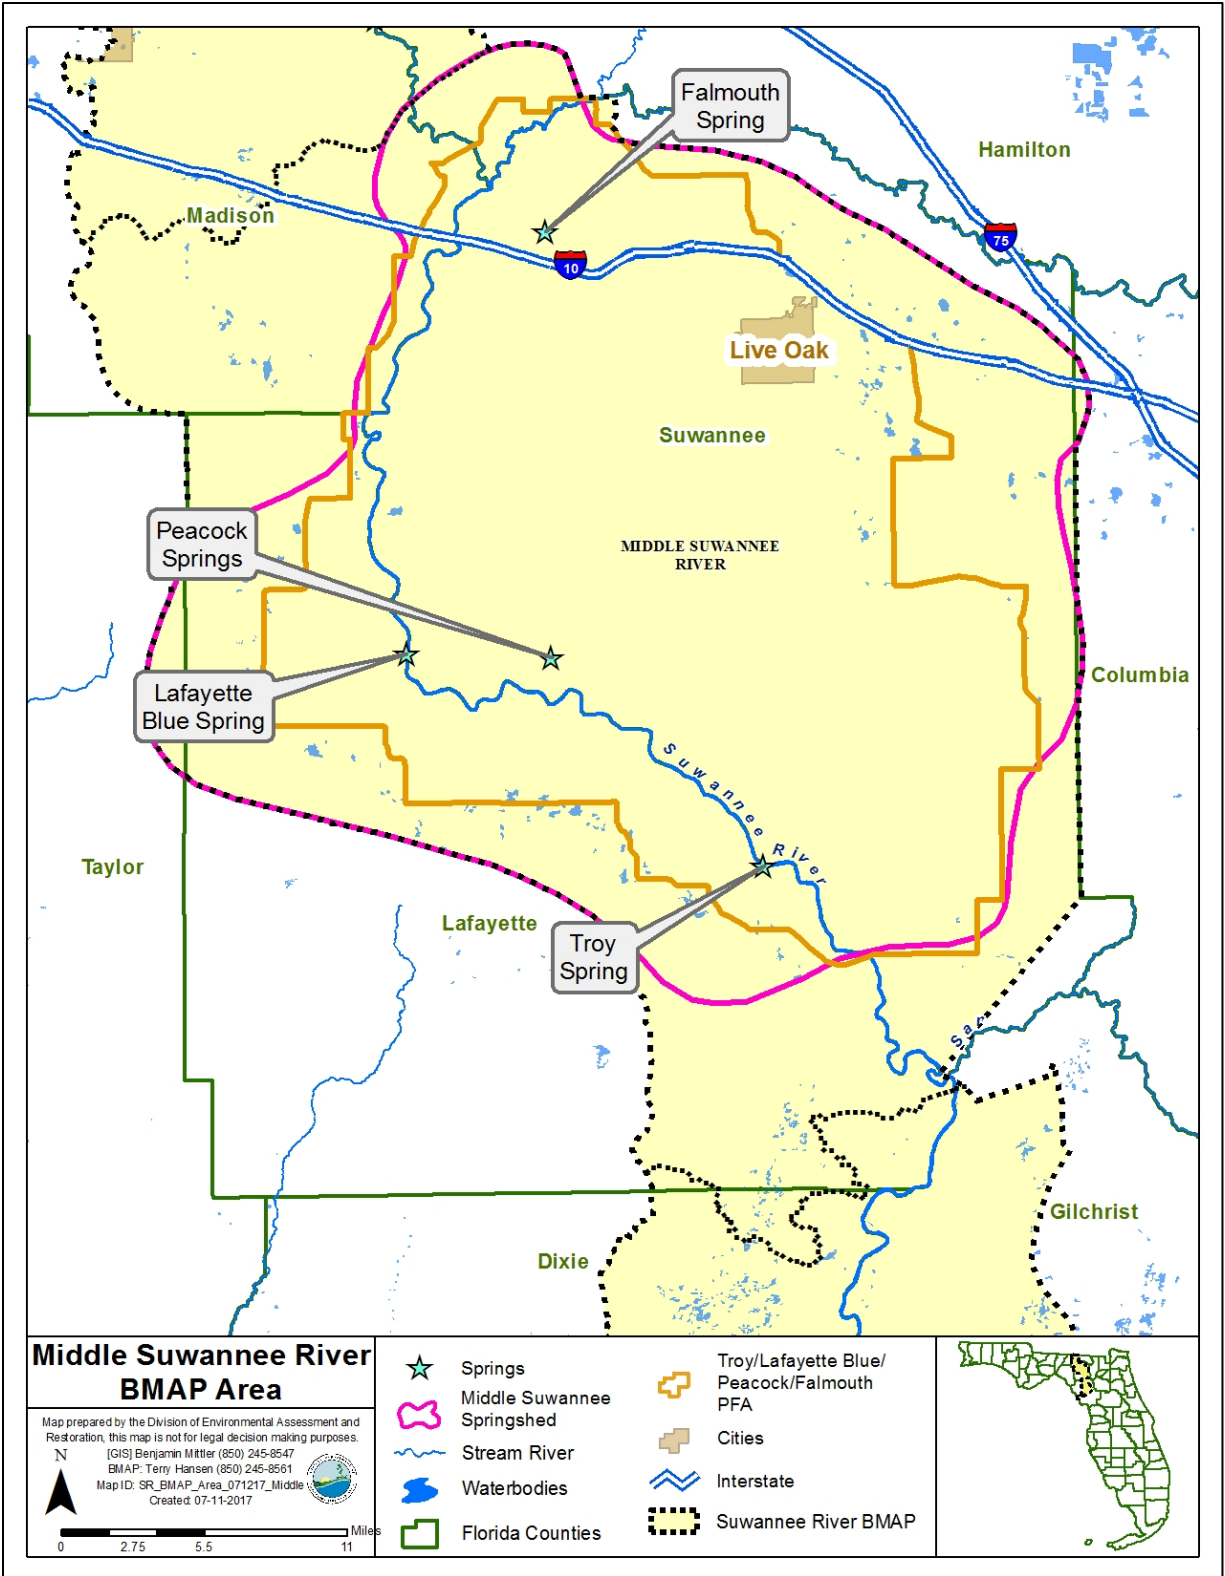 Falmouth
Spring
Hamilton
75
Madison
10
Live Oak
Suwannee
Peacock
Springs
MIDDLE SUWANNEE
RIVER
Columbia
Lafayette
Blue Spring
Suwannee River
Taylor
Lafayette
Troy
Spring
San
Gilchrist
Dixie
Middle Suwannee River
BMAP Area
Map prepared by the Division of Environmental Assessment and
Restoration, this map is not for legal decision making purposes.
[GIS] Benjamin Mittler (850) 245-8547
BMAP: Terry Hansen (850) 245-8561
Map ID: SR_BMAP_Area_071217_Middle
Created: 07-11-2017
N
Miles
0 2.75 5.5 11
Springs
Middle Suwannee
Springshed
Stream River
Waterbodies
Florida Counties
Troy/Lafayette Blue/
Peacock/Falmouth
PFA
Cities
Interstate
Suwannee River BMAP